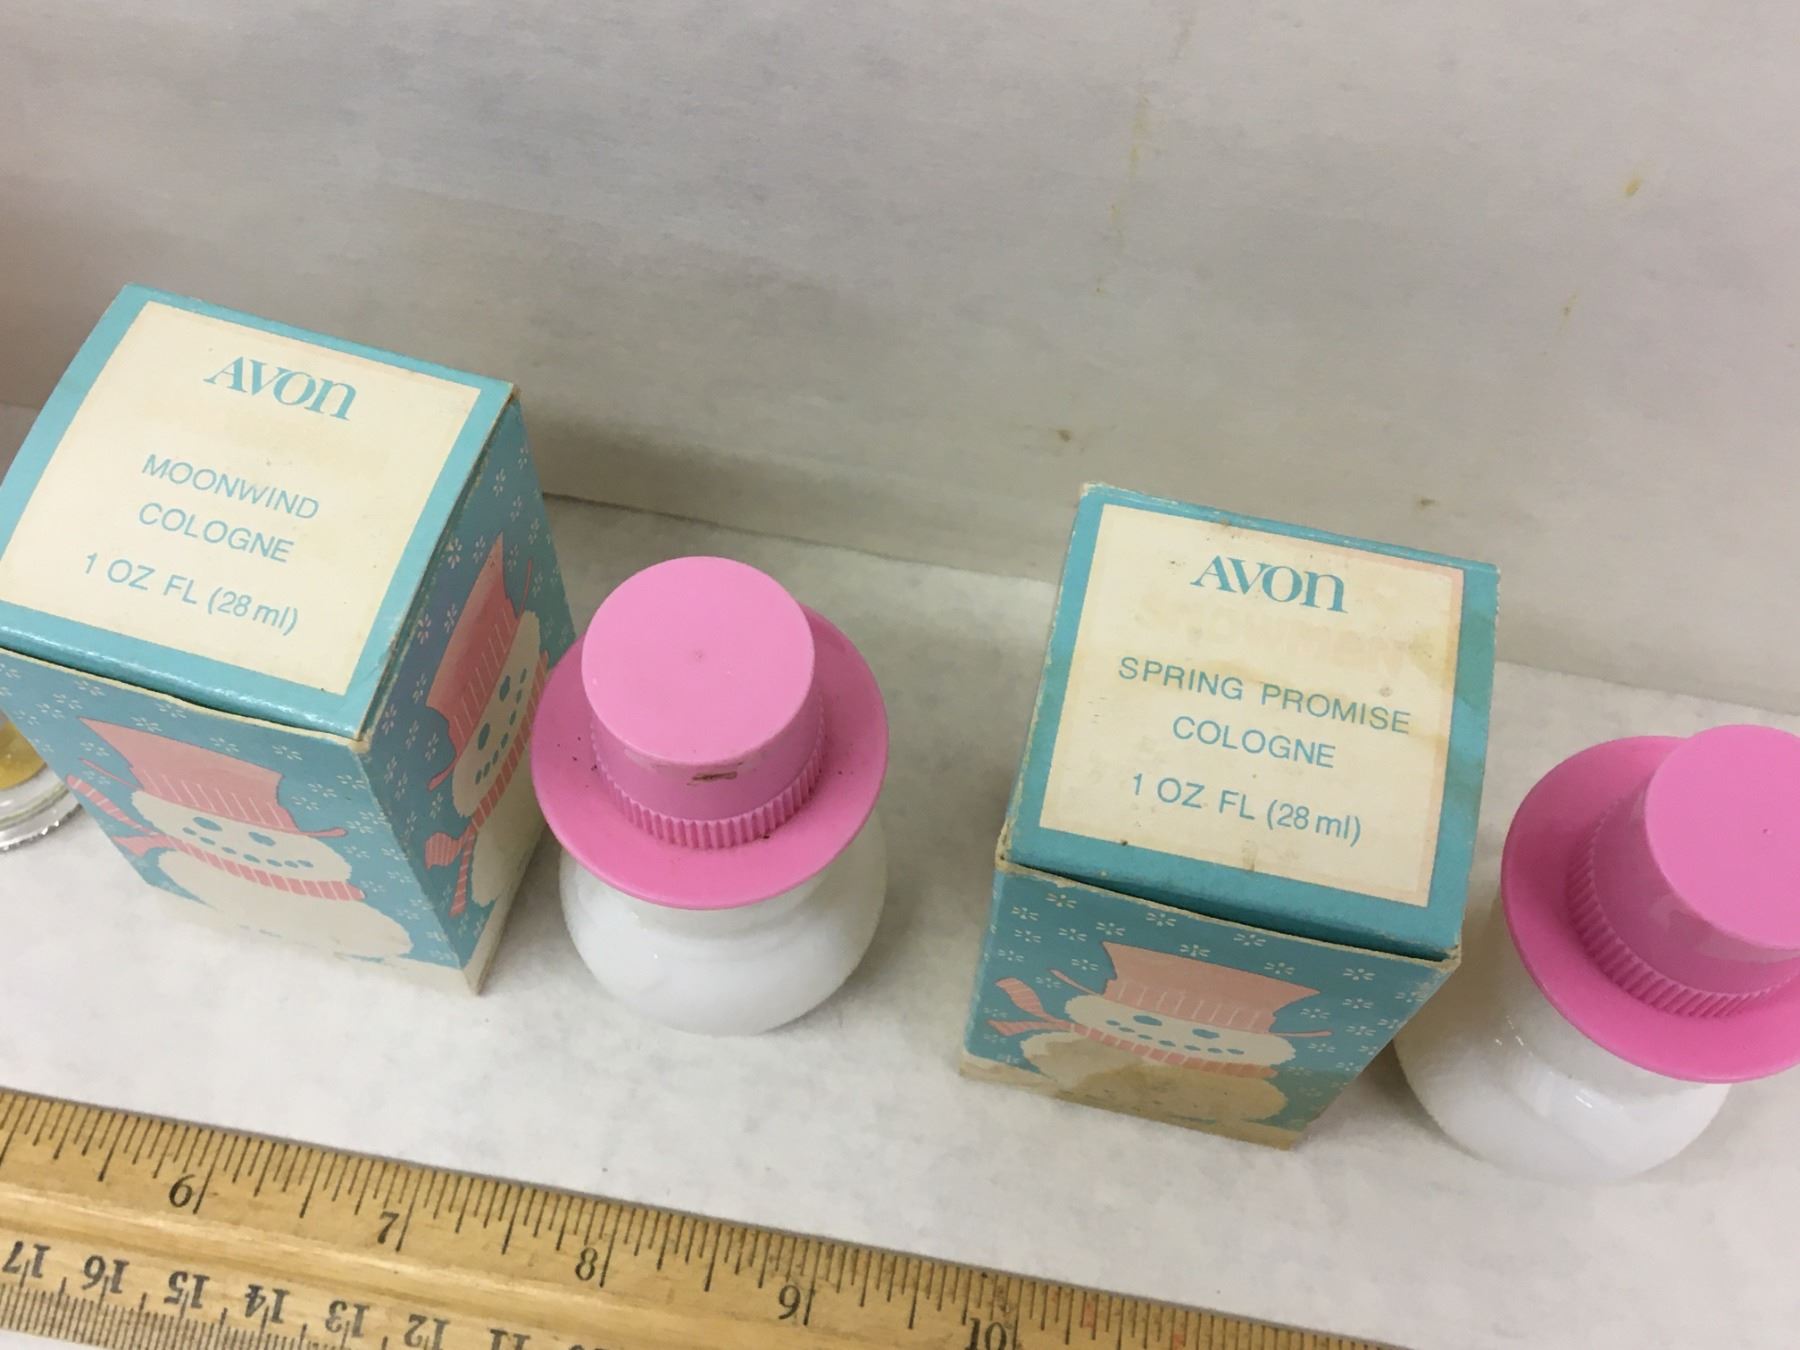 AVON
MOONWIND
COLOGNE
1 OZ FL (28 ml)
AVON
SPRING PROMISE
COLOGNE
1 OZ FL (28 ml)
6 7 8 9 10
17 16 15 14 13 12 11